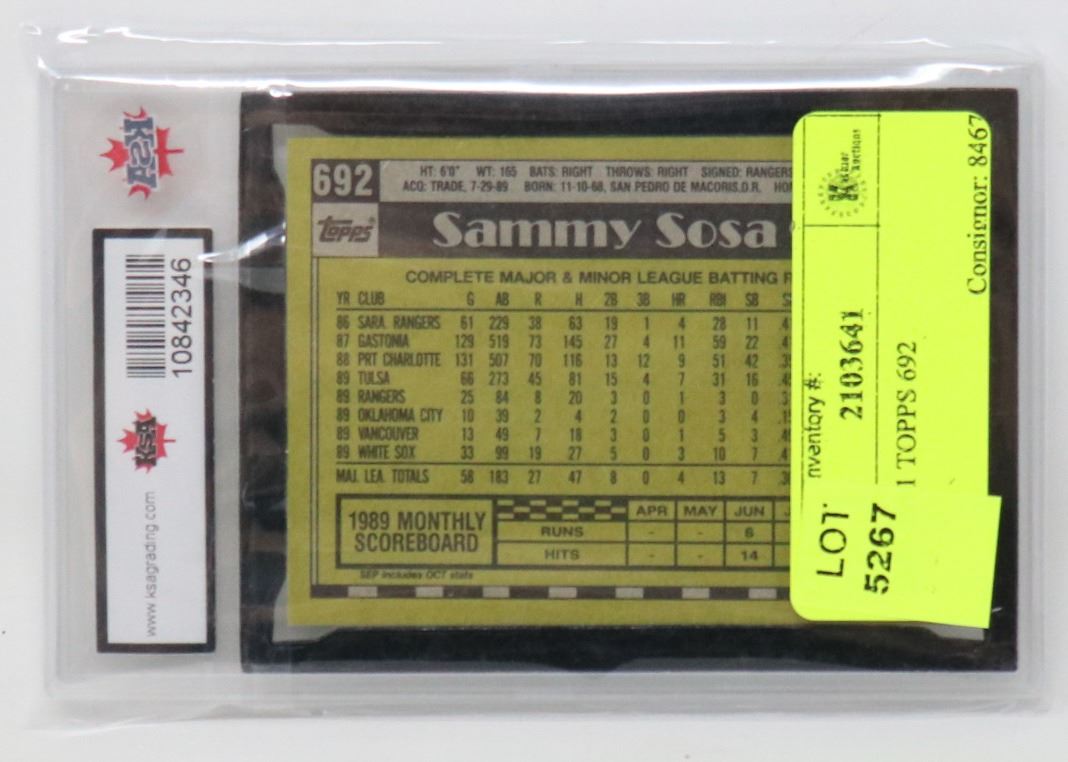 KSA
10842346
KSA
www.ksagrading.com
692
HT: 6'0" WT: 165 BATS: RIGHT THROWS: RIGHT SIGNED: RANGERS
ACQ: TRADE, 7-29-89 BORN: 11-10-68, SAN PEDRO DE MACORIS, D.R.
topps
Sammy Sosa
COMPLETE MAJOR & MINOR LEAGUE BATTING
YR CLUB G AB R H 2B 3B HR RBI SB
86 SARA. RANGERS 61 229 38 63 19 1 4 28 11
87 GASTONIA 129 519 73 145 27 4 11 59 22
88 PRT CHARLOTTE 131 507 70 116 13 12 9 51 42
89 TULSA 66 273 45 81 15 4 7 31 16
89 RANGERS 25 84 8 20 3 0 1 3 0
89 OKLAHOMA CITY 10 39 2 4 2 0 0 3 4
89 VANCOUVER 13 49 7 18 3 0 1 5 3
89 WHITE SOX 33 99 19 27 5 0 3 10 7
MAJ. LEA. TOTALS 58 183 27 47 8 0 4 13 7
1989 MONTHLY
SCOREBOARD
APR MAY JUN
RUNS - - 6
HITS - - 14
SEP includes OCT stats
Consignor: 8467
nventory #:
2103641
1 TOPPS 692
LOT
5267